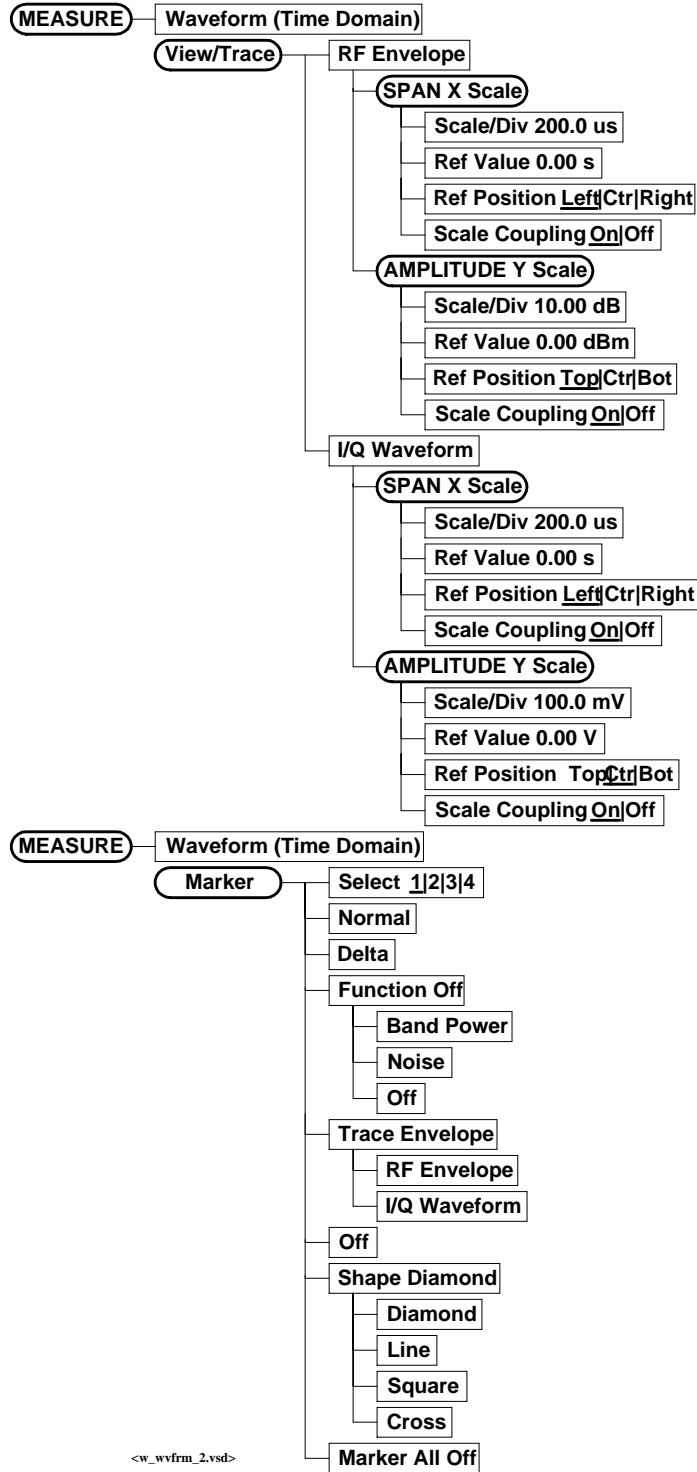 MEASURE Waveform (Time Domain)
View/Trace RF Envelope
SPAN X Scale
Scale/Div 200.0 us
Ref Value 0.00 s
Ref Position Left|Ctr|Right
Scale Coupling On|Off
AMPLITUDE Y Scale
Scale/Div 10.00 dB
Ref Value 0.00 dBm
Ref Position Top|Ctr|Bot
Scale Coupling On|Off
I/Q Waveform
SPAN X Scale
Scale/Div 200.0 us
Ref Value 0.00 s
Ref Position Left|Ctr|Right
Scale Coupling On|Off
AMPLITUDE Y Scale
Scale/Div 100.0 mV
Ref Value 0.00 V
Ref Position Top|Ctr|Bot
Scale Coupling On|Off
MEASURE Waveform (Time Domain)
Marker Select 1|2|3|4
Normal
Delta
Function Off
Band Power
Noise
Off
Trace Envelope
RF Envelope
I/Q Waveform
Off
Shape Diamond
Diamond
Line
Square
Cross
<w_wvfrm_2.vsd> Marker All Off